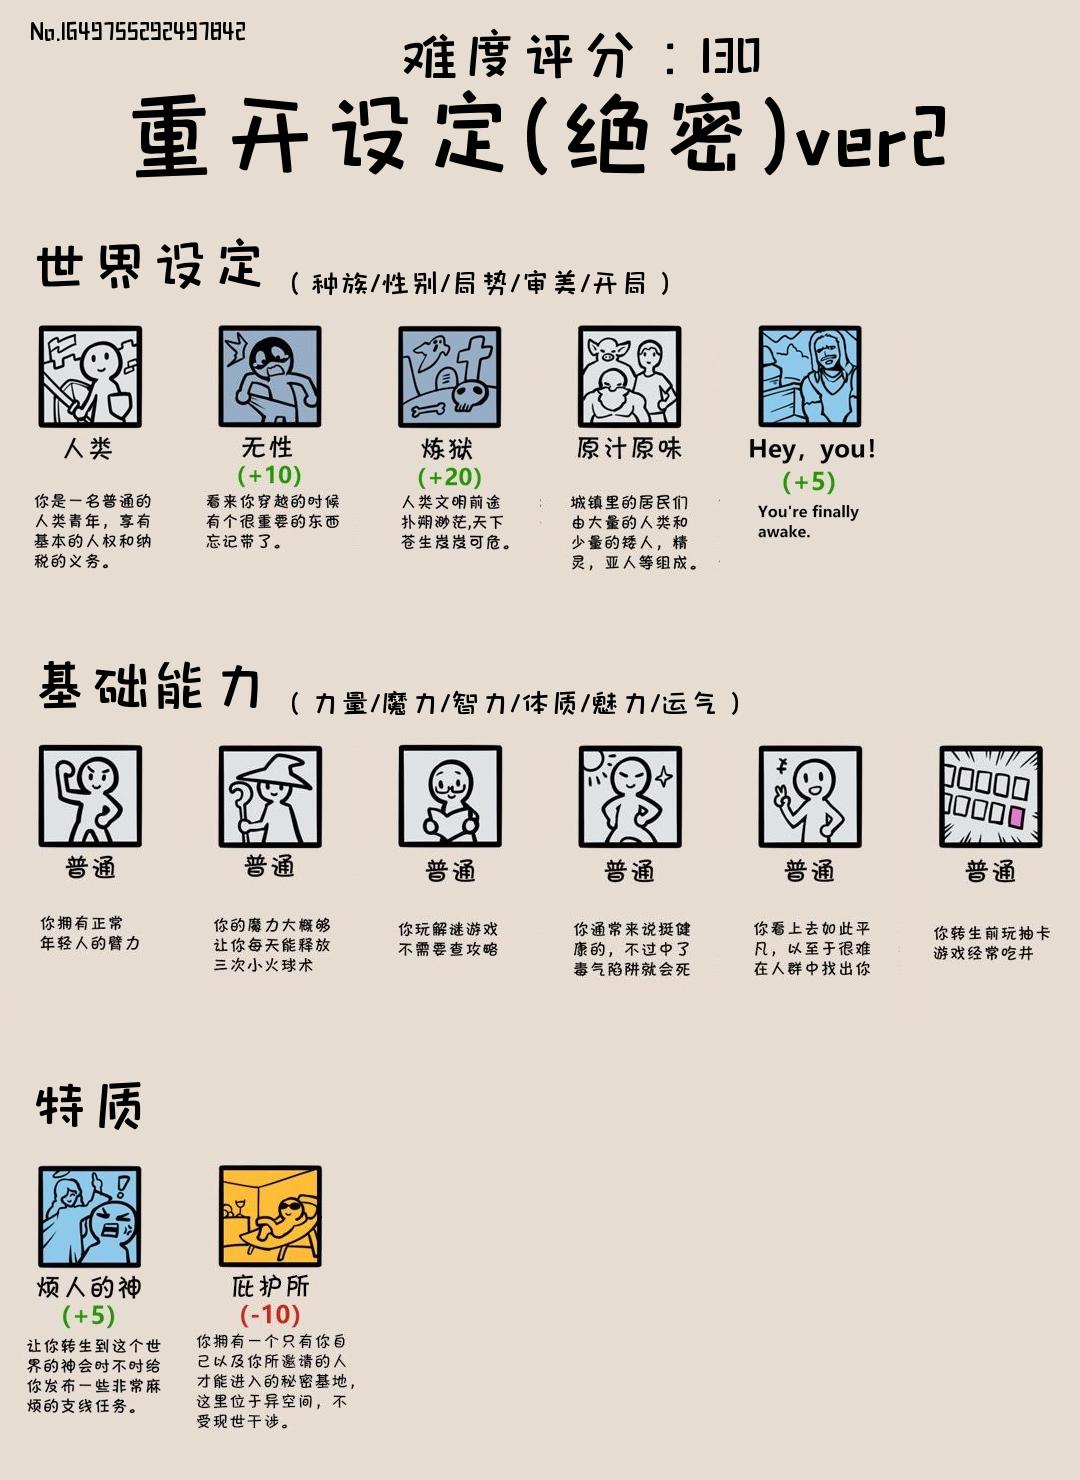 No.1649755292497842
难度评分:130
重开设定(绝密)ver2
世界设定 (种族/性别/局势/审美/开局)
人类
你是一名普通的
人类青年,享有
基本的人权和纳
税的义务。
无性
(+10)
看来你穿越的时候
有个很重要的东西
忘记带了。
炼狱
(+20)
人类文明前途
扑朔渺茫,天下
苍生岌岌可危。
原汁原味
城镇里的居民们
由大量的人类和
少量的矮人,精
灵,亚人等组成。
Hey, you!
(+5)
You're finally
awake.
基础能力 (力量/魔力/智力/体质/魅力/运气)
普通
你拥有正常
年轻人的臂力
普通
你的魔力大概够
让你每天能释放
三次小火球术
普通
你玩解谜游戏
不需要查攻略
普通
你通常来说挺健
康的,不过中了
毒气陷阱就会死
普通
你看上去如此平
凡,以至于很难
在人群中找出你
普通
你转生前玩抽卡
游戏经常吃井
特质
烦人的神
(+5)
让你转生到这个世
界的神会时不时给
你发布一些非常麻
烦的支线任务。
庇护所
(-10)
你拥有一个只有你自
己以及你所邀请的人
才能进入的秘密基地,
这里位于异空间,不
受现世干涉。